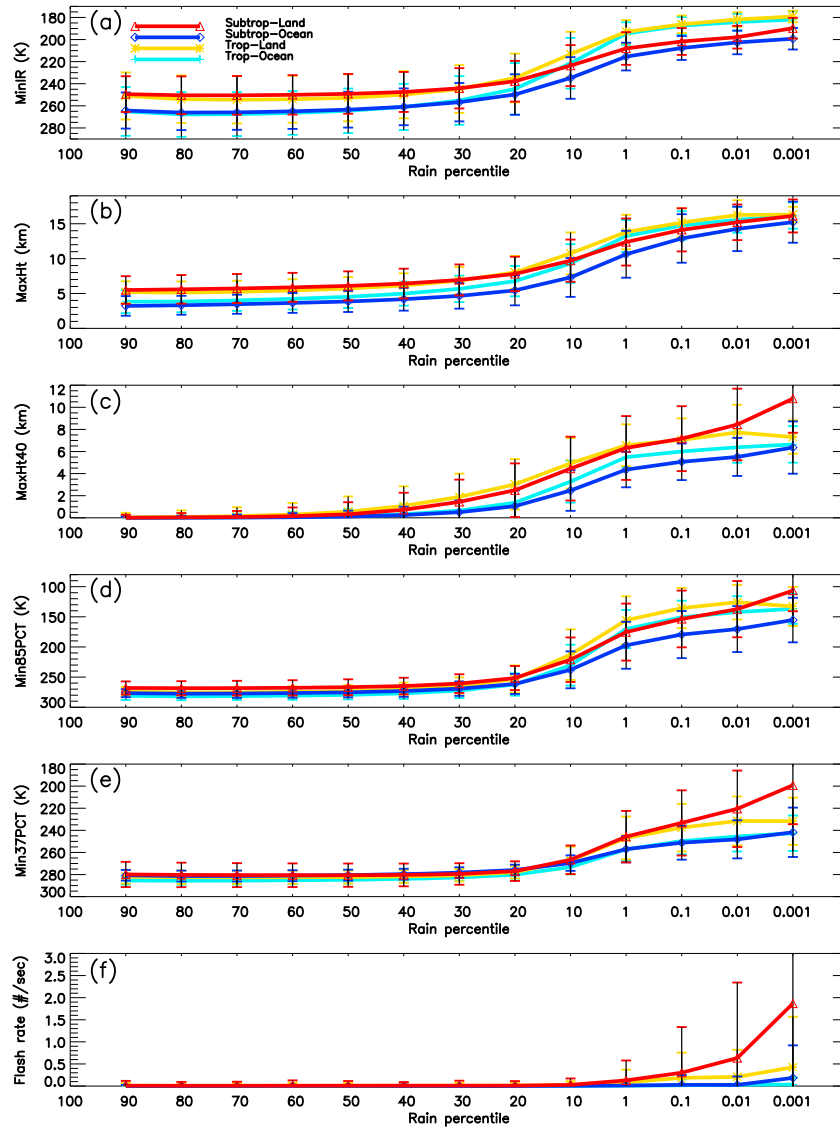 (a)
Subtrop-Land
Subtrop-Ocean
Trop-Land
Trop-Ocean
MinIR (K)
180
200
220
240
260
280
100 90 80 70 60 50 40 30 20 10 1 0.1 0.01 0.001
Rain percentile
(b)
MaxHt (km)
15
10
5
0
100 90 80 70 60 50 40 30 20 10 1 0.1 0.01 0.001
Rain percentile
(c)
MaxHt40 (km)
12
10
8
6
4
2
0
100 90 80 70 60 50 40 30 20 10 1 0.1 0.01 0.001
Rain percentile
(d)
Min85PCT (K)
100
150
200
250
300
100 90 80 70 60 50 40 30 20 10 1 0.1 0.01 0.001
Rain percentile
(e)
Min37PCT (K)
180
200
220
240
260
280
300
100 90 80 70 60 50 40 30 20 10 1 0.1 0.01 0.001
Rain percentile
(f)
Flash rate (#/sec)
3.0
2.5
2.0
1.5
1.0
0.5
0.0
100 90 80 70 60 50 40 30 20 10 1 0.1 0.01 0.001
Rain percentile